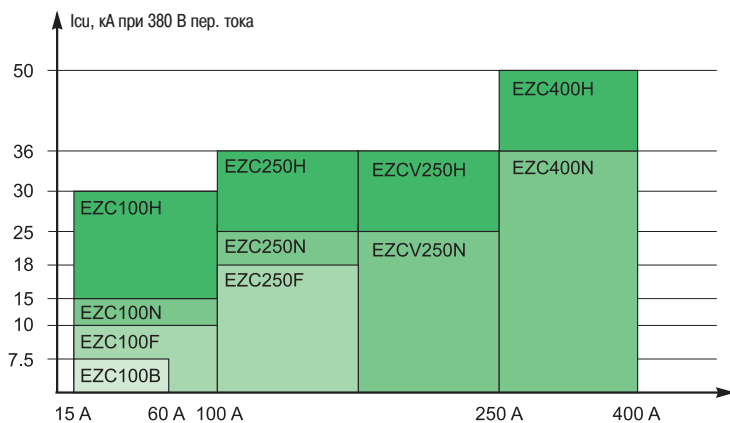 Icu, кА при 380 В пер. тока
50
EZC400H
36
EZC250H
EZCV250H
EZC400N
30
EZC100H
25
EZC250N
EZCV250N
18
EZC250F
15
EZC100N
10
EZC100F
7.5
EZC100B
15 A 60 A 100 A 250 A 400 A